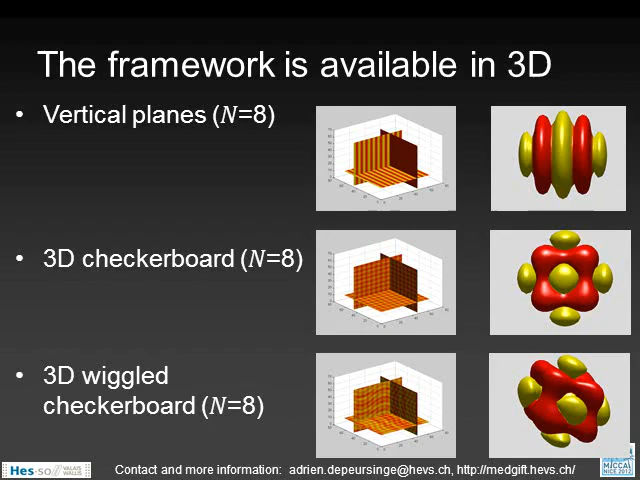 The framework is available in 3D
• Vertical planes (N=8)
• 3D checkerboard (N=8)
• 3D wiggled
checkerboard (N=8)
Hes·so// VALAIS
WALLIS
Contact and more information: adrien.depeursinge@hevs.ch, http://medgift.hevs.ch/
MICCAI
NICE 2012